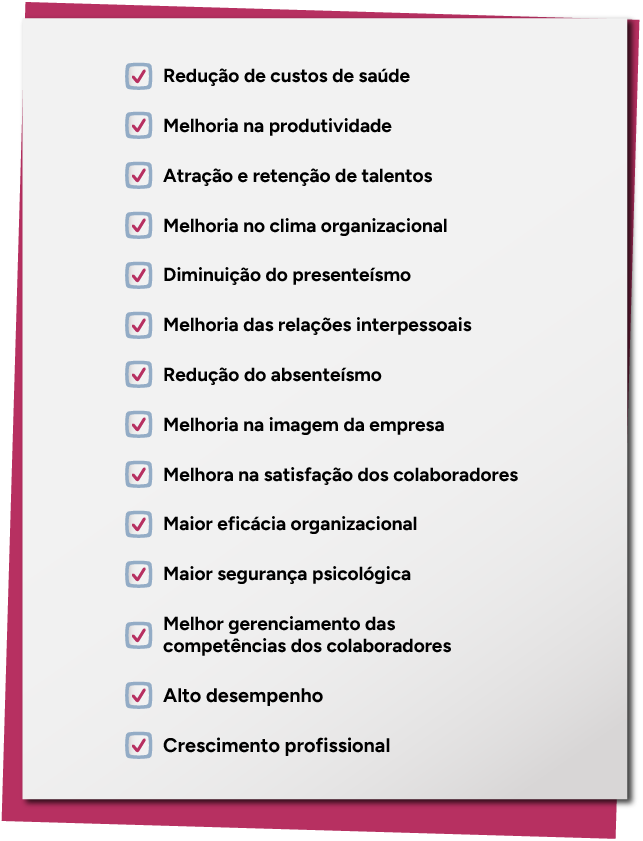 Redução de custos de saúde
Melhoria na produtividade
Atração e retenção de talentos
Melhoria no clima organizacional
Diminuição do presenteísmo
Melhoria das relações interpessoais
Redução do absenteísmo
Melhoria na imagem da empresa
Melhora na satisfação dos colaboradores
Maior eficácia organizacional
Maior segurança psicológica
Melhor gerenciamento das
competências dos colaboradores
Alto desempenho
Crescimento profissional